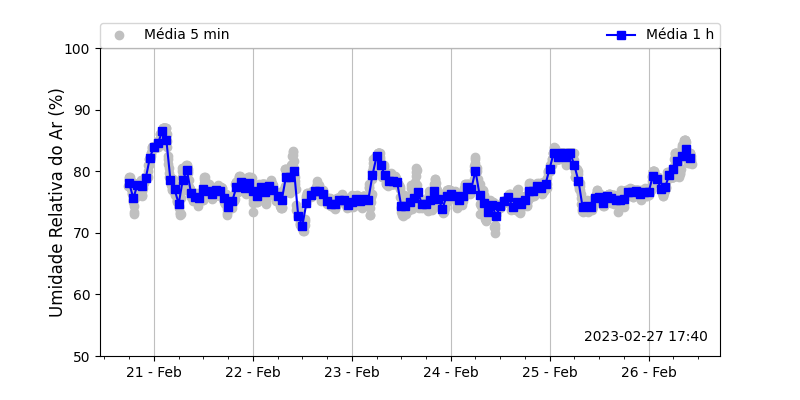 Média 5 min
Média 1 h
Umidade Relativa do Ar (%)
100
90
80
70
60
50
2023-02-27 17:40
21 - Feb
22 - Feb
23 - Feb
24 - Feb
25 - Feb
26 - Feb